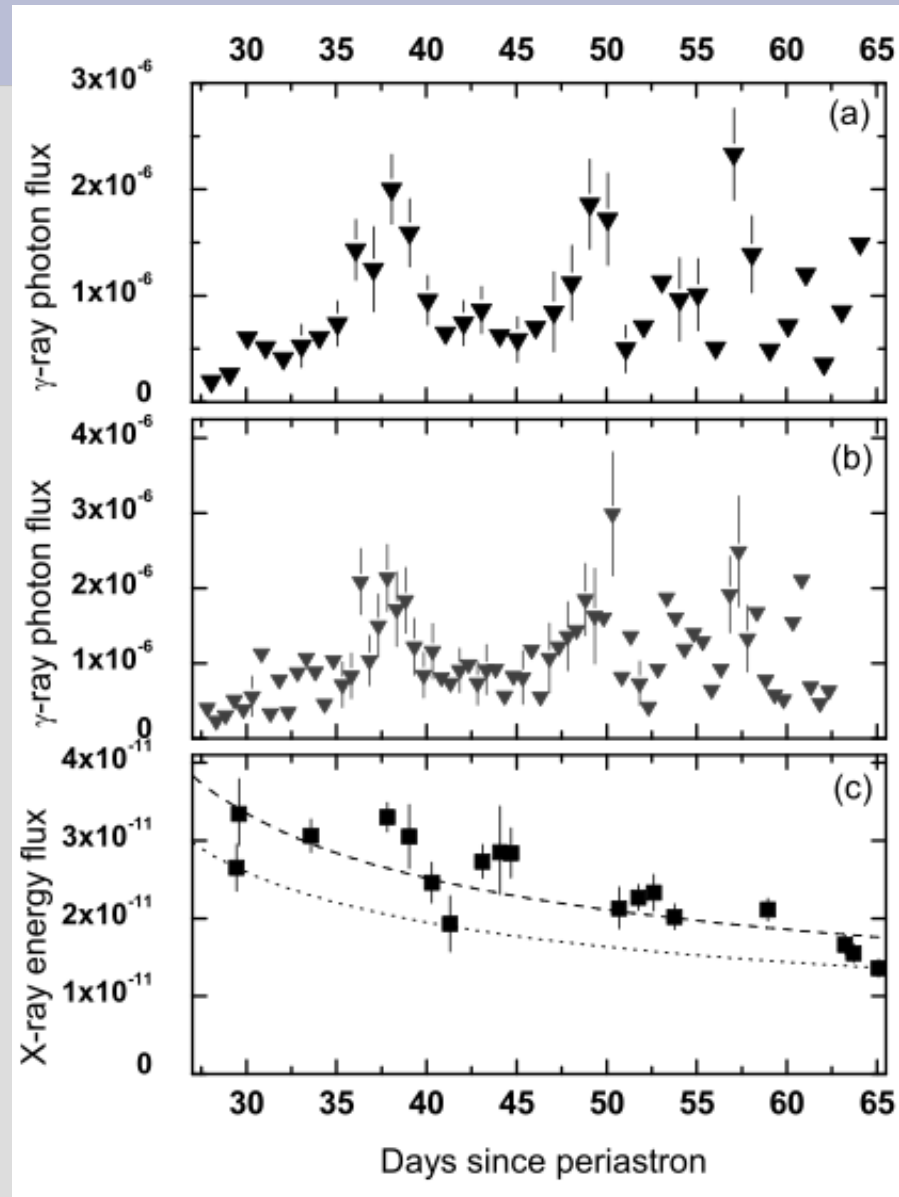 30 35 40 45 50 55 60 65
3x10⁻⁶
(a)
γ-ray photon flux
2x10⁻⁶
1x10⁻⁶
0
4x10⁻⁶
(b)
γ-ray photon flux
3x10⁻⁶
2x10⁻⁶
1x10⁻⁶
0
4x10⁻¹¹
(c)
X-ray energy flux
3x10⁻¹¹
2x10⁻¹¹
1x10⁻¹¹
0
30 35 40 45 50 55 60 65
Days since periastron